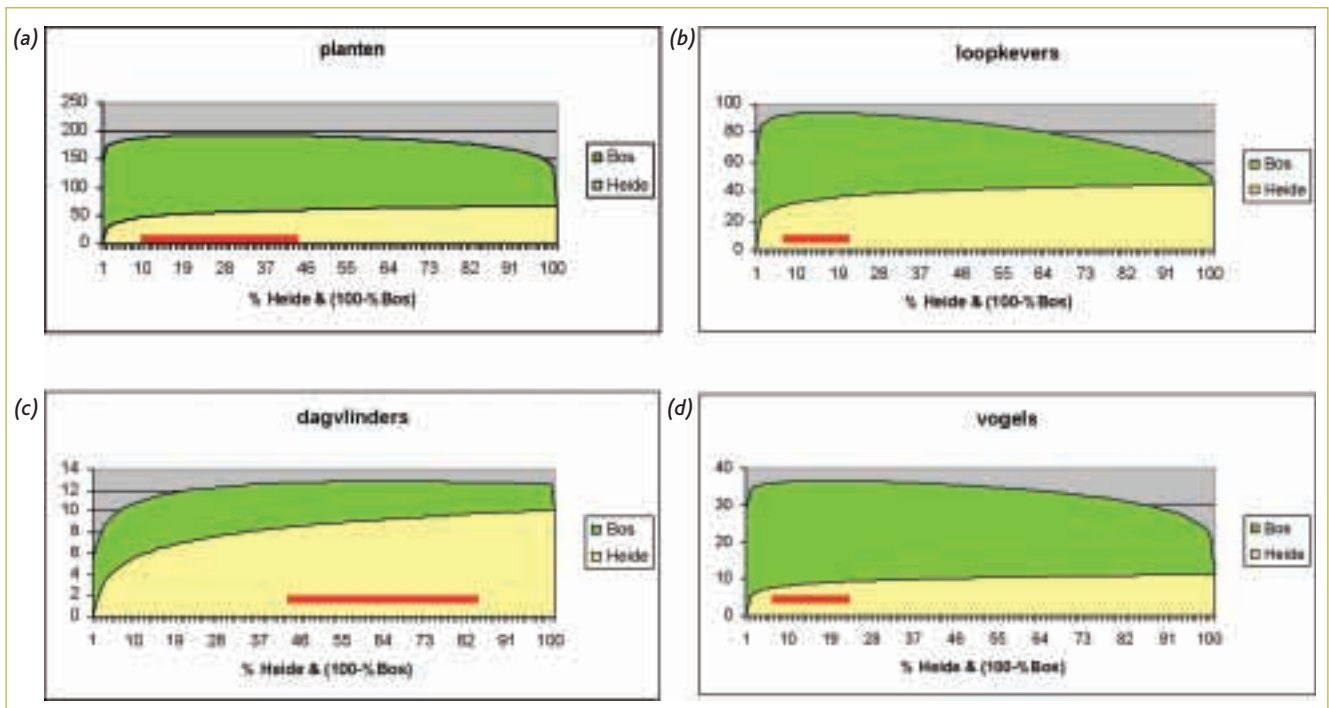 (a)
planten
250
200
150
100
50
0
1 10 19 28 37 46 55 64 73 82 91 100
% Heide & (100-%Bos)
Bos
Heide
(b)
loopkevers
100
80
60
40
20
0
1 10 19 28 37 46 55 64 73 82 91 100
% Heide & (100-%Bos)
Bos
Heide
(c)
dagvlinders
14
12
10
8
6
4
2
0
1 10 19 28 37 46 55 64 73 82 91 100
% Heide & (100-%Bos)
Bos
Heide
(d)
vogels
40
30
20
10
0
1 10 19 28 37 46 55 64 73 82 91 100
% Heide & (100-%Bos)
Bos
Heide